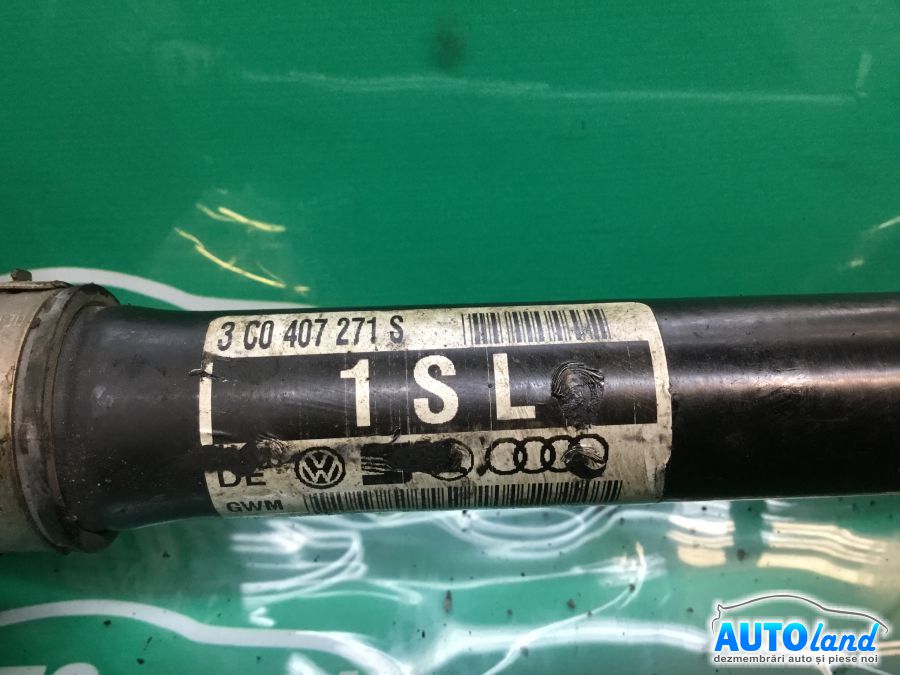 3 C0 407 271 S
1 S L
DE
GWM
AUTOland
dezmembrări auto și piese noi